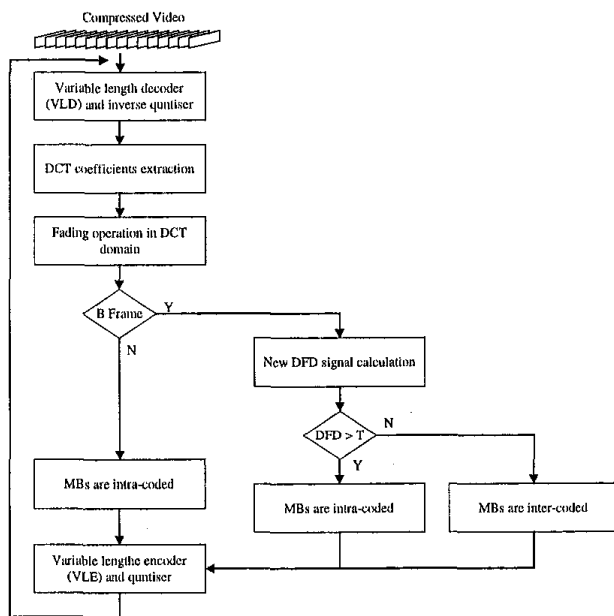 Compressed Video
Variable length decoder
(VLD) and inverse quntiser
DCT coefficients extraction
Fading operation in DCT
domain
B Frame
Y
N
New DFD signal calculation
DFD > T
N
Y
MBs are intra-coded
MBs are intra-coded
MBs are inter-coded
Variable lengthe encoder
(VLE) and quntiser